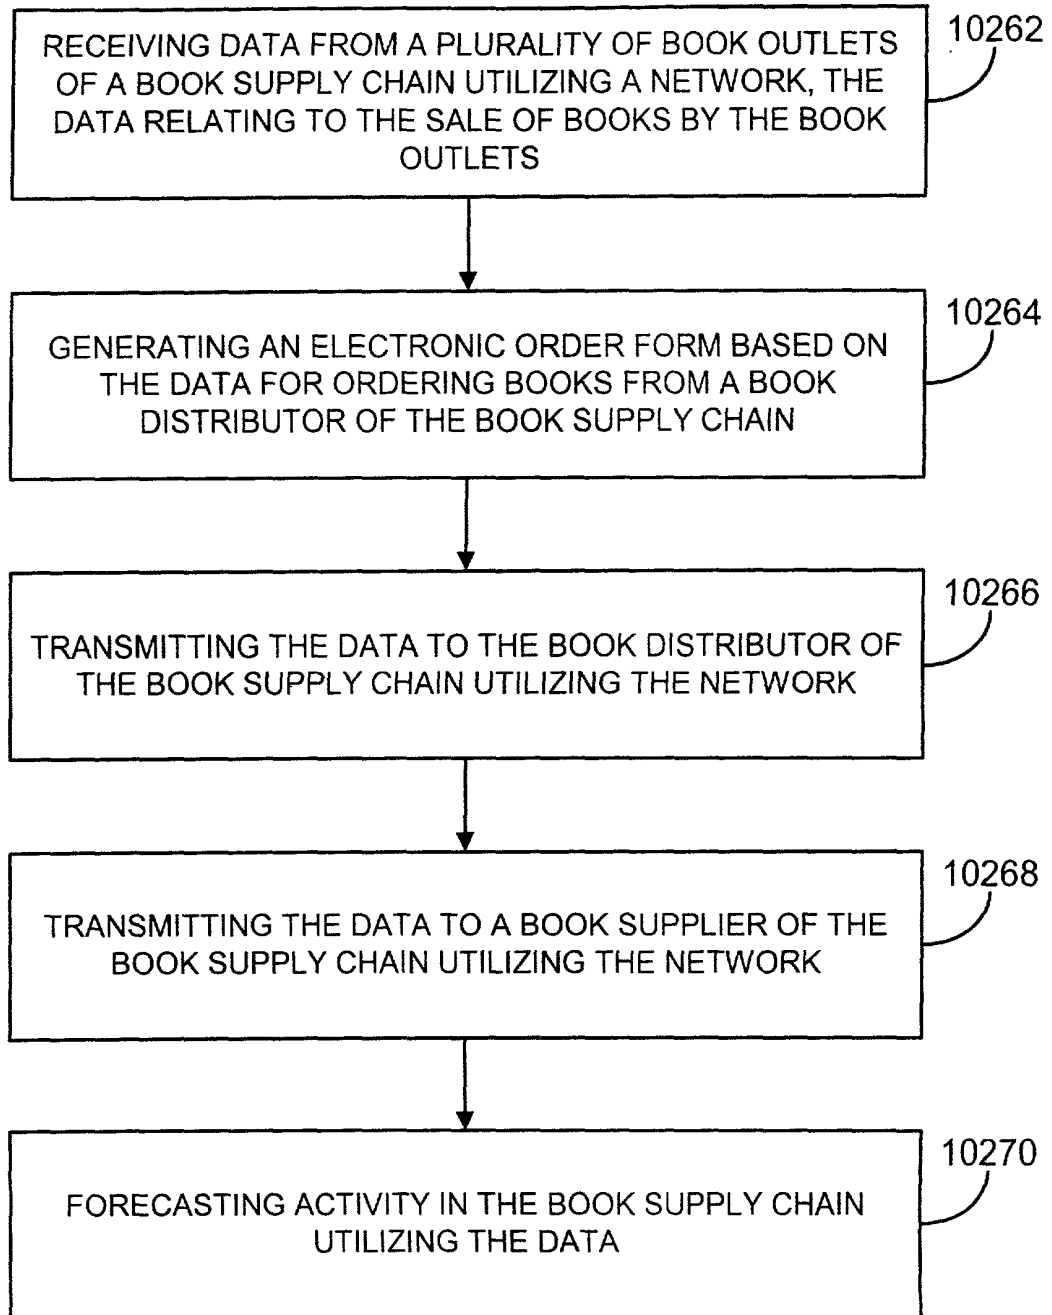 10262
RECEIVING DATA FROM A PLURALITY OF BOOK OUTLETS
OF A BOOK SUPPLY CHAIN UTILIZING A NETWORK, THE
DATA RELATING TO THE SALE OF BOOKS BY THE BOOK
OUTLETS
10264
GENERATING AN ELECTRONIC ORDER FORM BASED ON
THE DATA FOR ORDERING BOOKS FROM A BOOK
DISTRIBUTOR OF THE BOOK SUPPLY CHAIN
10266
TRANSMITTING THE DATA TO THE BOOK DISTRIBUTOR OF
THE BOOK SUPPLY CHAIN UTILIZING THE NETWORK
10268
TRANSMITTING THE DATA TO A BOOK SUPPLIER OF THE
BOOK SUPPLY CHAIN UTILIZING THE NETWORK
10270
FORECASTING ACTIVITY IN THE BOOK SUPPLY CHAIN
UTILIZING THE DATA